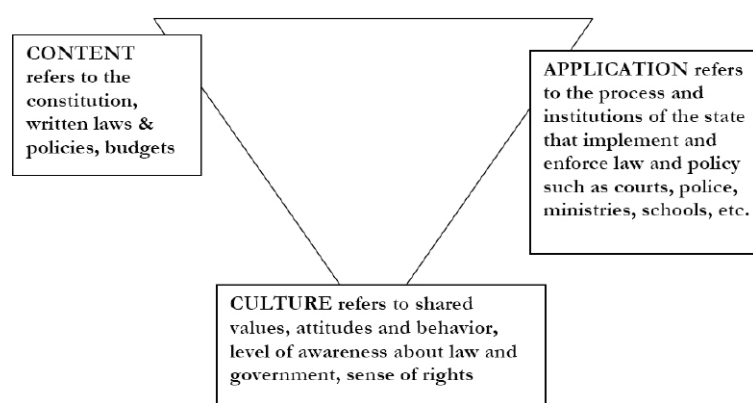 CONTENT
refers to the
constitution,
written laws &
policies, budgets
APPLICATION refers
to the process and
institutions of the state
that implement and
enforce law and policy
such as courts, police,
ministries, schools, etc.
CULTURE refers to shared
values, attitudes and behavior,
level of awareness about law and
government, sense of rights